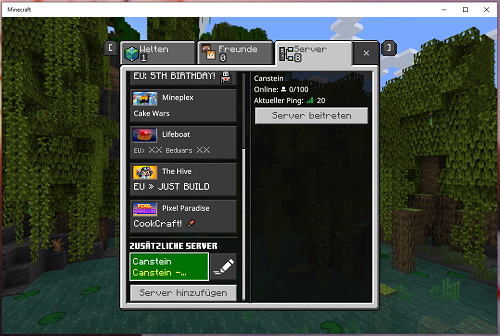 Minecraft
Welten
1
Freunde
0
Server
8
EU: 5TH BIRTHDAY!
Mineplex
Cake Wars
Lifeboat
EU» ⚔ Bedwars ⚔
The Hive
EU » JUST BUILD
Pixel Paradise
CookCraft!
ZUSÄTZLICHE SERVER
Canstein
Canstein -...
Server hinzufügen
Canstein
Online: 0/100
Aktueller Ping: 20
Server beitreten